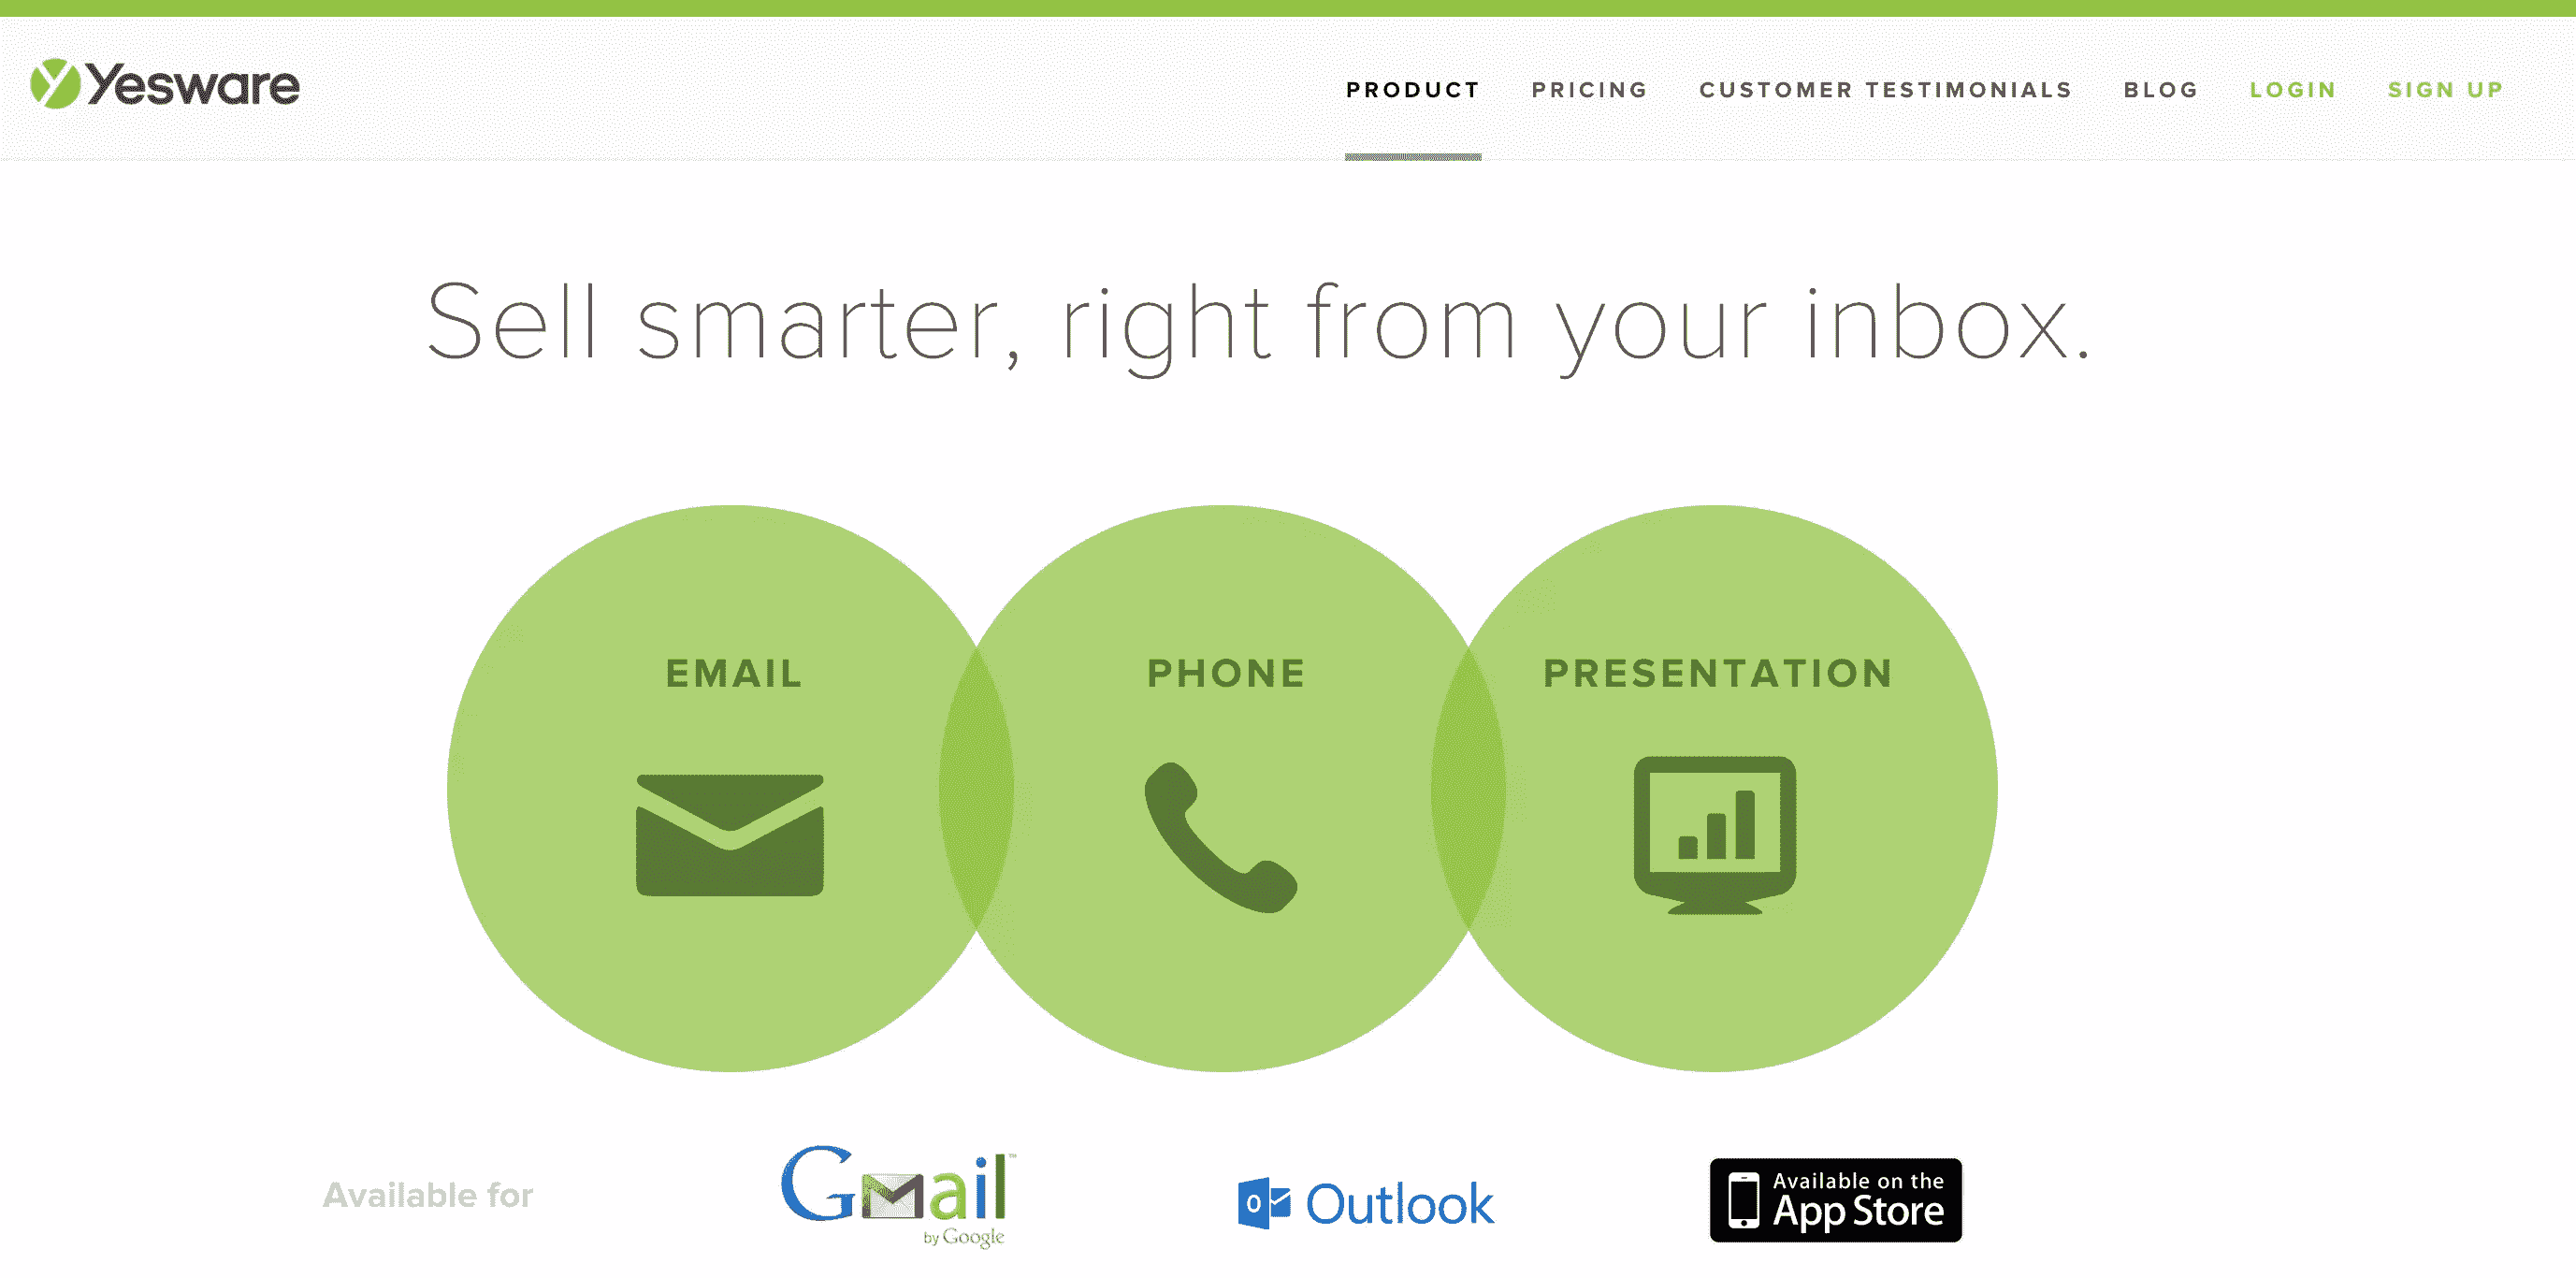 Yesware
PRODUCT PRICING CUSTOMER TESTIMONIALS BLOG LOGIN SIGN UP
Sell smarter, right from your inbox.
EMAIL PHONE PRESENTATION
Available for
Gmail™
by Google
Outlook
Available on the
App Store